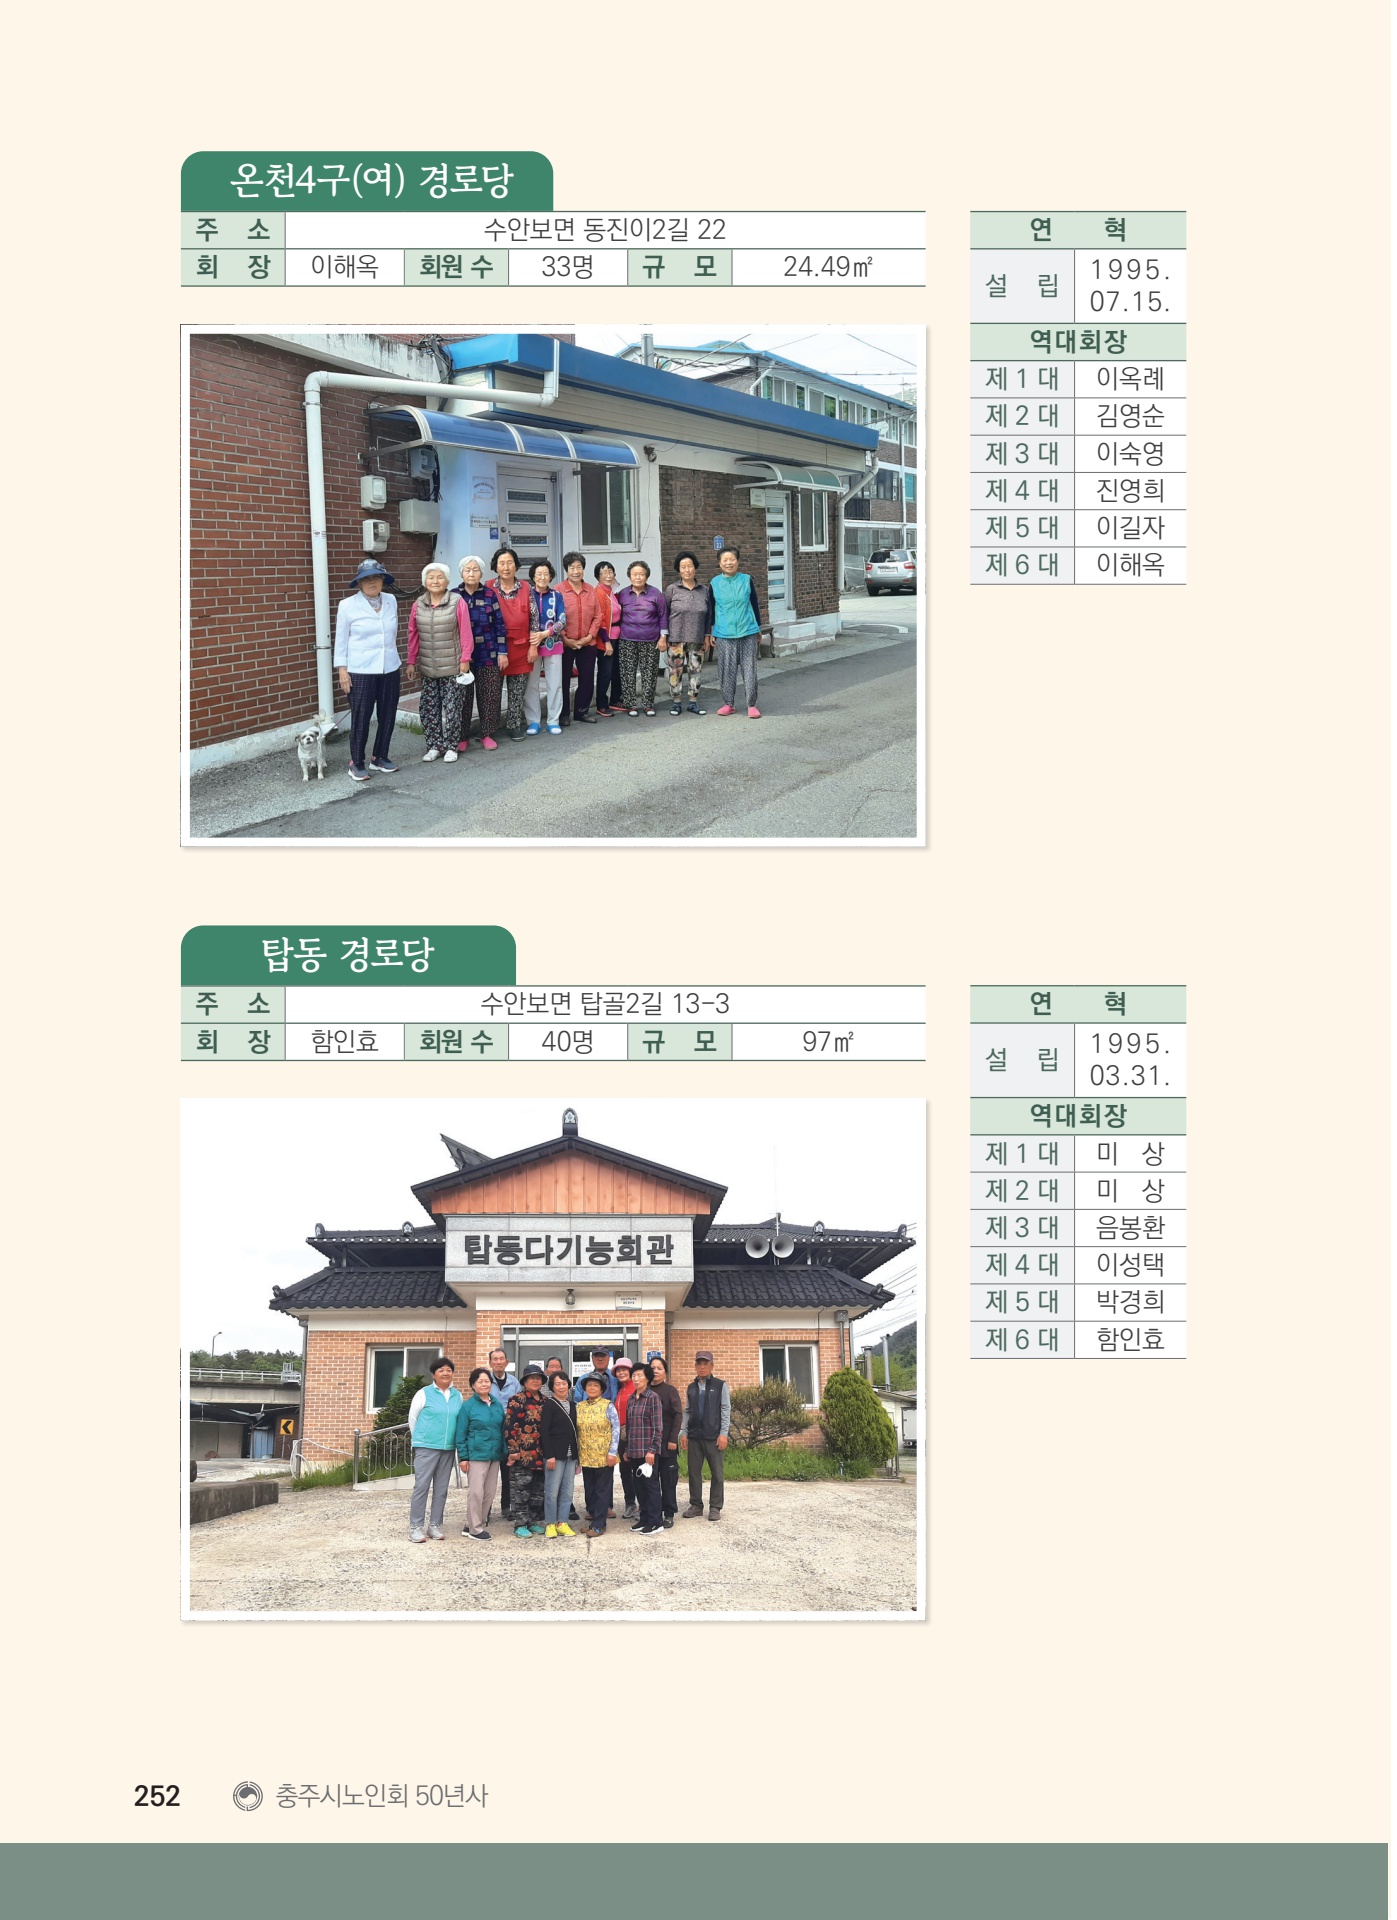 온천4구(여) 경로당
주 소 수안보면 동진이2길 22
회 장 이해옥 회원 수 33명 규 모 24.49㎡
연 혁
설 립 1995.
07.15.
역대회장
제 1 대 이옥례
제 2 대 김영순
제 3 대 이숙영
제 4 대 진영희
제 5 대 이길자
제 6 대 이해옥
탑동 경로당
주 소 수안보면 탑골2길 13-3
회 장 함인효 회원 수 40명 규 모 97㎡
탑동다기능회관
연 혁
설 립 1995.
03.31.
역대회장
제 1 대 미 상
제 2 대 미 상
제 3 대 음봉환
제 4 대 이성택
제 5 대 박경희
제 6 대 함인효
252 충주시노인회 50년사